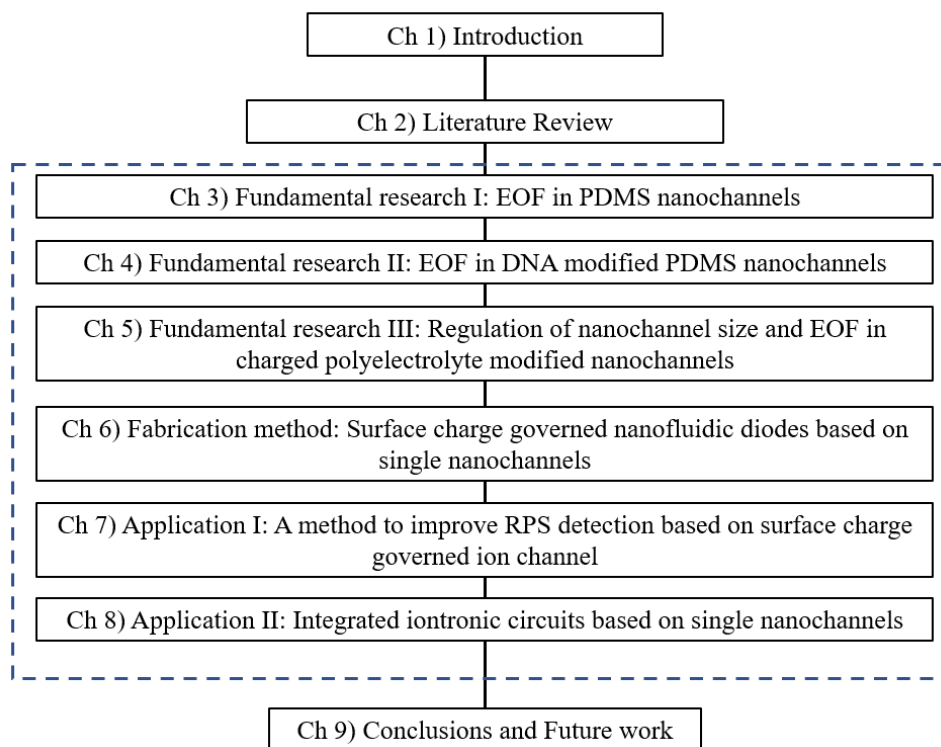 Ch 1) Introduction
Ch 2) Literature Review
Ch 3) Fundamental research I: EOF in PDMS nanochannels
Ch 4) Fundamental research II: EOF in DNA modified PDMS nanochannels
Ch 5) Fundamental research III: Regulation of nanochannel size and EOF in
charged polyelectrolyte modified nanochannels
Ch 6) Fabrication method: Surface charge governed nanofluidic diodes based on
single nanochannels
Ch 7) Application I: A method to improve RPS detection based on surface charge
governed ion channel
Ch 8) Application II: Integrated iontronic circuits based on single nanochannels
Ch 9) Conclusions and Future work